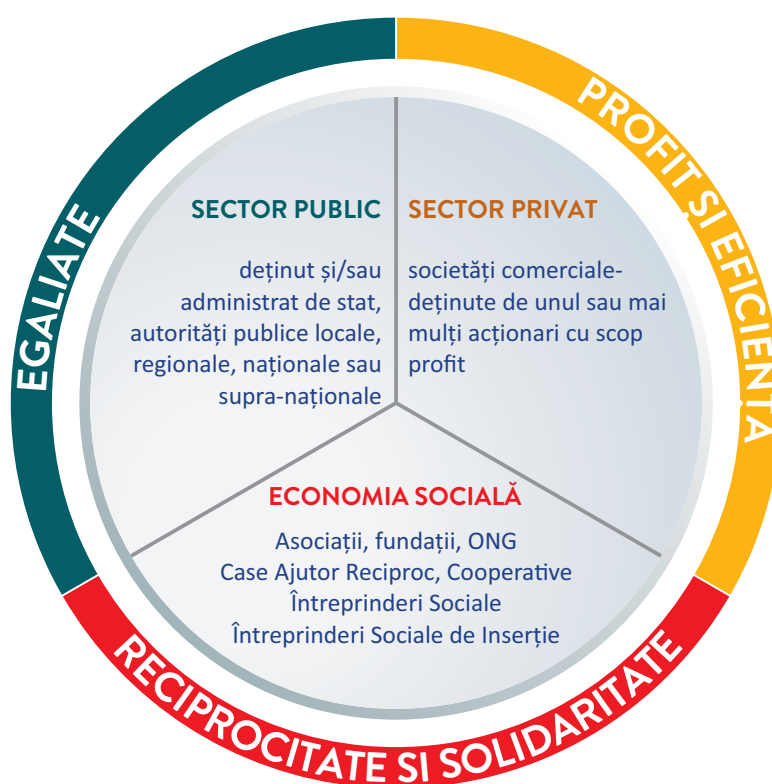 EGALIATE
PROFIT ȘI EFICIENȚA
SECTOR PUBLIC
deținut și/sau
administrat de stat,
autorități publice locale,
regionale, naționale sau
supra-naționale
SECTOR PRIVAT
societăți comerciale-
deținute de unul sau mai
mulți acționari cu scop
profit
ECONOMIA SOCIALĂ
Asociații, fundații, ONG
Case Ajutor Reciproc, Cooperative
Întreprinderi Sociale
Întreprinderi Sociale de Inserție
RECIPROCITATE SI SOLIDARITATE